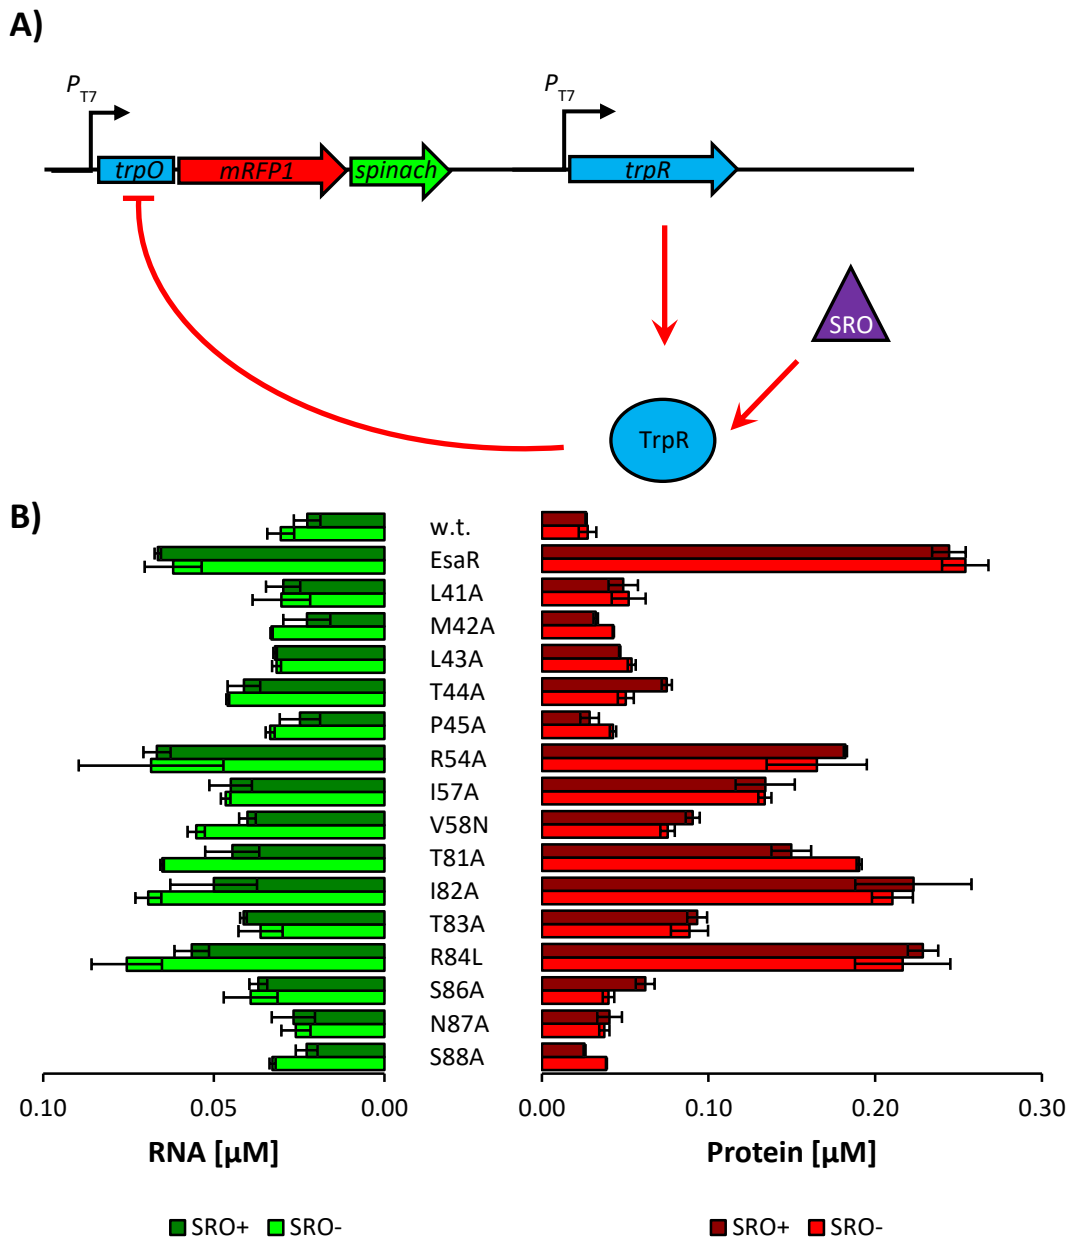 A)
PT7
PT7
trpO mRFP1 spinach trpR
SRO
TrpR
B)
w.t.
EsaR
L41A
M42A
L43A
T44A
P45A
R54A
I57A
V58N
T81A
I82A
T83A
R84L
S86A
N87A
S88A
0.10 0.05 0.00 0.00 0.10 0.20 0.30
RNA [µM] Protein [µM]
SRO+ SRO- SRO+ SRO-